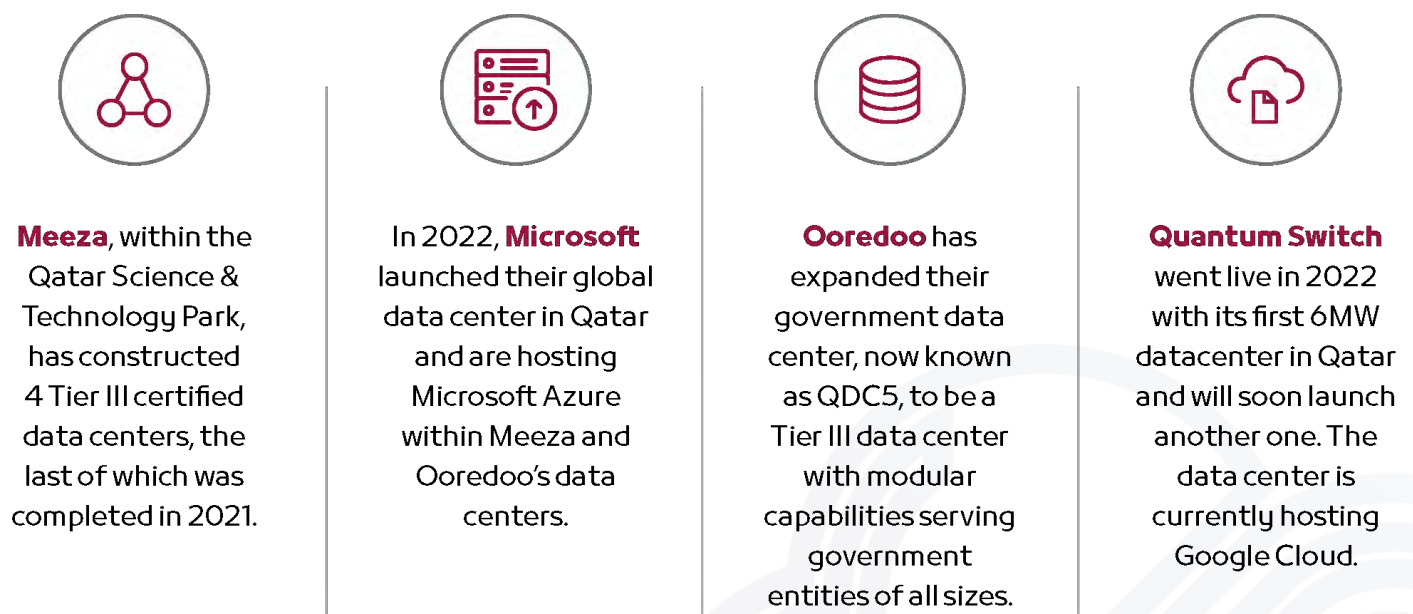 Meeza, within the
Qatar Science &
Technology Park,
has constructed
4 Tier III certified
data centers, the
last of which was
completed in 2021.
In 2022, Microsoft
launched their global
data center in Qatar
and are hosting
Microsoft Azure
within Meeza and
Ooredoo's data
centers.
Ooredoo has
expanded their
government data
center, now known
as QDC5, to be a
Tier III data center
with modular
capabilities serving
government
entities of all sizes.
Quantum Switch
went live in 2022
with its first 6MW
datacenter in Qatar
and will soon launch
another one. The
data center is
currently hosting
Google Cloud.